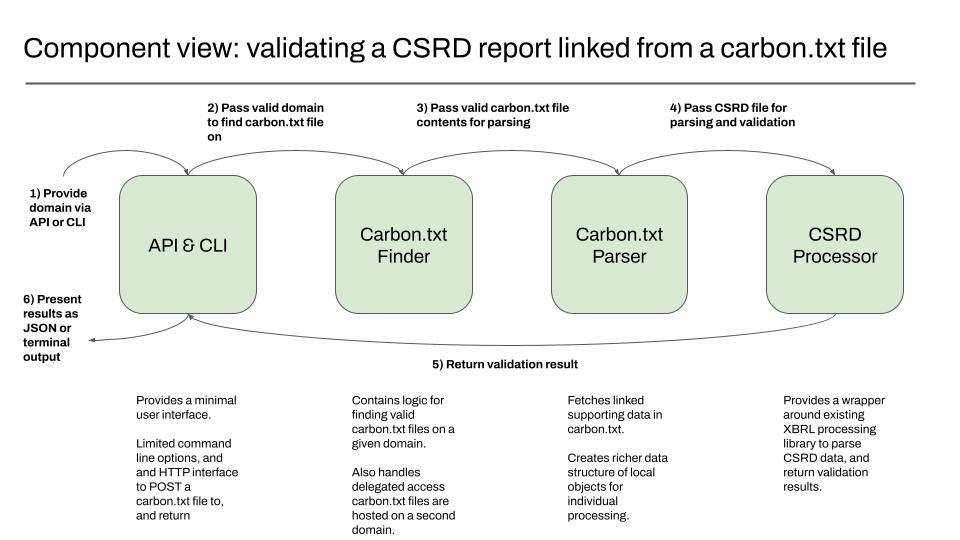 Component view: validating a CSRD report linked from a carbon.txt file
2) Pass valid domain
to find carbon.txt file
on
3) Pass valid carbon.txt file
contents for parsing
4) Pass CSRD file for
parsing and validation
1) Provide
domain via
API or CLI
API & CLI
Carbon.txt
Finder
Carbon.txt
Parser
CSRD
Processor
6) Present
results as
JSON or
terminal
output
5) Return validation result
Provides a minimal
user interface.
Limited command
line options, and
and HTTP interface
to POST a
carbon.txt file to,
and return
Contains logic for
finding valid
carbon.txt files on a
given domain.
Also handles
delegated access
carbon.txt files are
hosted on a second
domain.
Fetches linked
supporting data in
carbon.txt.
Creates richer data
structure of local
objects for
individual
processing.
Provides a wrapper
around existing
XBRL processing
library to parse
CSRD data, and
return validation
results.